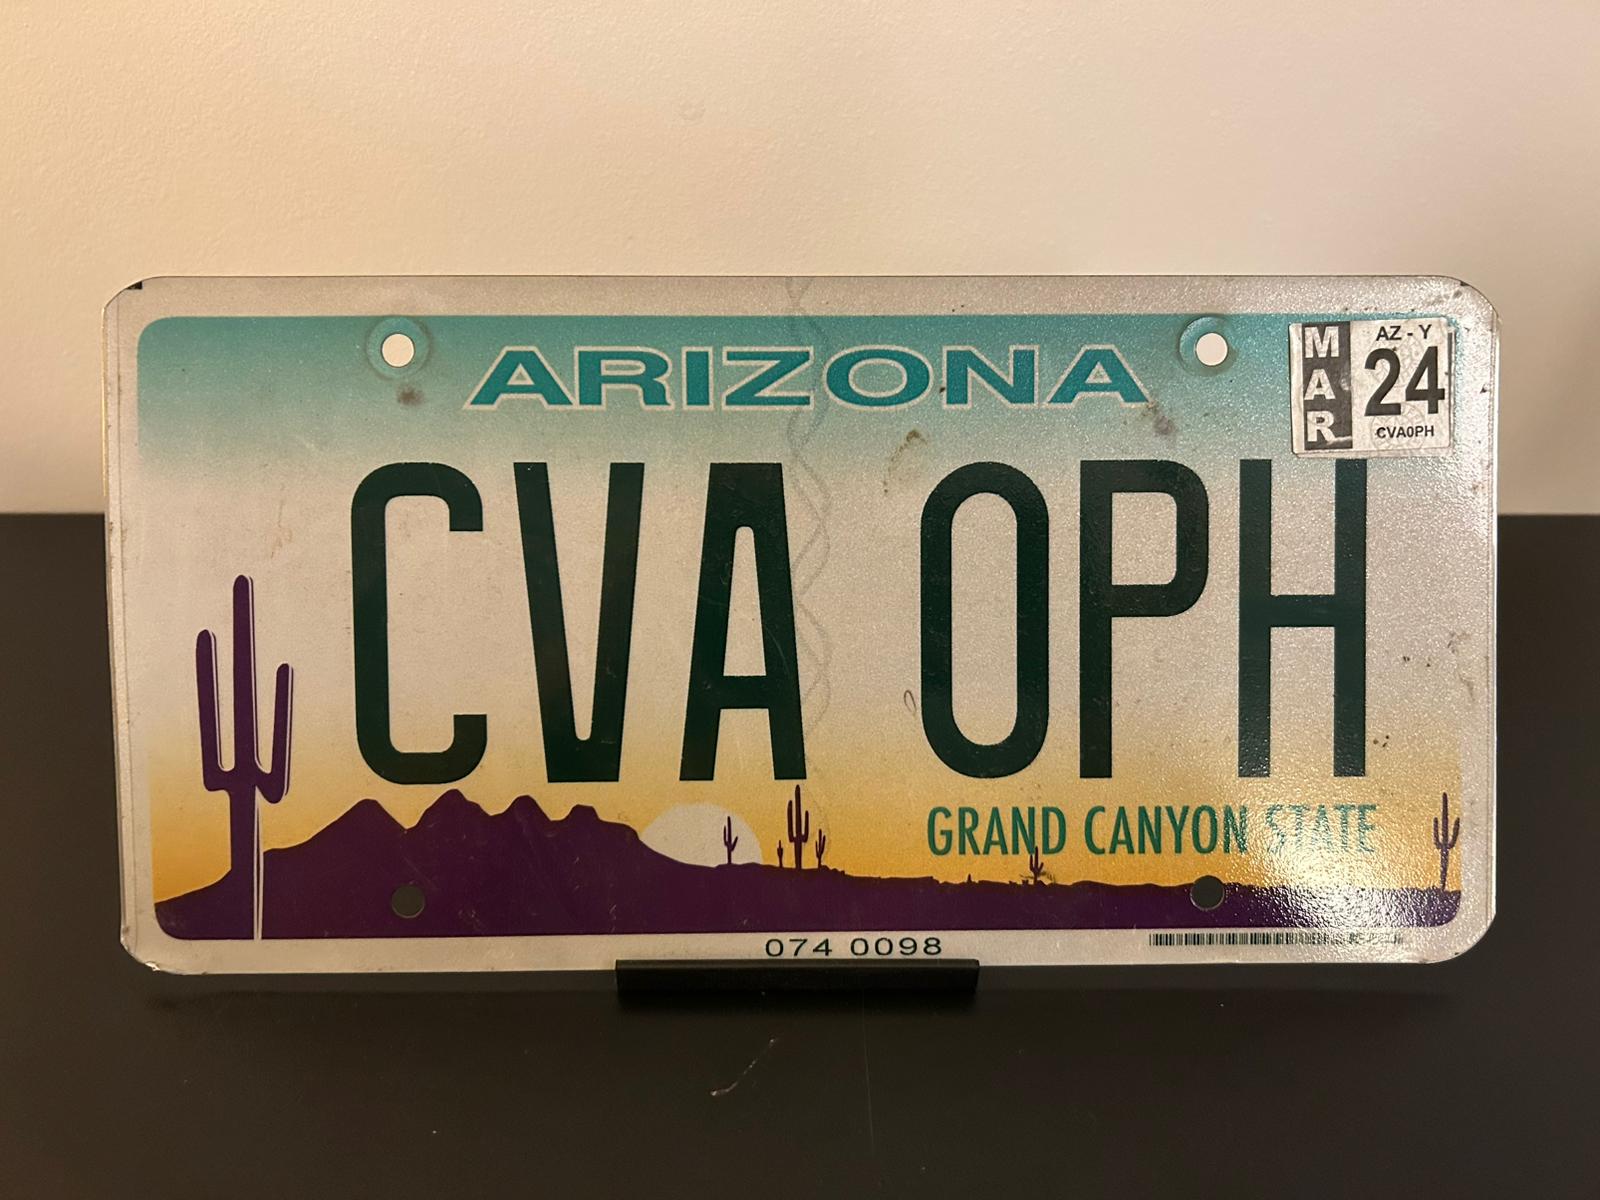 ARIZONA
MAR
AZ - Y
24
CVA0PH
CVA 0PH
GRAND CANYON STATE
074 0098